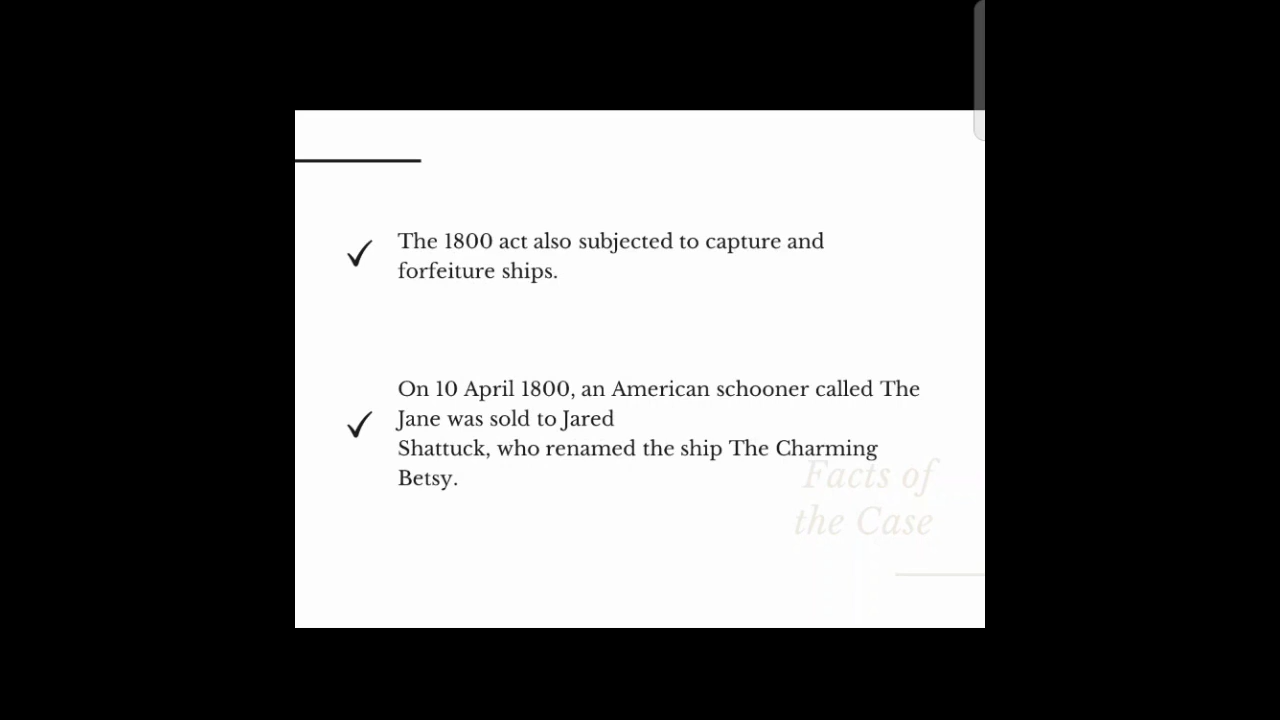 The 1800 act also subjected to capture and
forfeiture ships.
On 10 April 1800, an American schooner called The
Jane was sold to Jared
Shattuck, who renamed the ship The Charming
Betsy.
Facts of
the Case